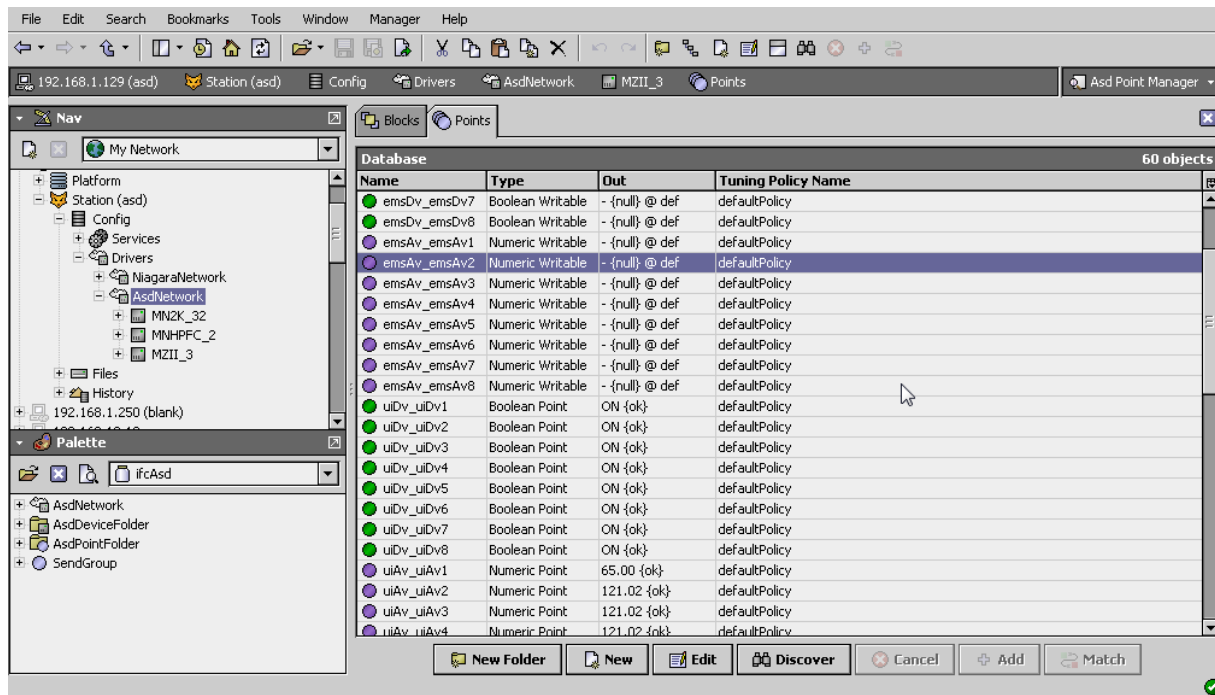 File Edit Search Bookmarks Tools Window Manager Help
192.168.1.129 (asd) Station (asd) Config Drivers AsdNetwork MZII_3 Points Asd Point Manager
Nav
My Network
Platform
Station (asd)
Config
Services
Drivers
NiagaraNetwork
AsdNetwork
MN2K_32
MNHPFC_2
MZII_3
Files
History
192.168.1.250 (blank)
Palette
ifcAsd
AsdNetwork
AsdDeviceFolder
AsdPointFolder
SendGroup
Blocks Points
Database 60 objects
Name Type Out Tuning Policy Name
emsDv_emsDv7 Boolean Writable - {null} @ def defaultPolicy
emsDv_emsDv8 Boolean Writable - {null} @ def defaultPolicy
emsAv_emsAv1 Numeric Writable - {null} @ def defaultPolicy
emsAv_emsAv2 Numeric Writable - {null} @ def defaultPolicy
emsAv_emsAv3 Numeric Writable - {null} @ def defaultPolicy
emsAv_emsAv4 Numeric Writable - {null} @ def defaultPolicy
emsAv_emsAv5 Numeric Writable - {null} @ def defaultPolicy
emsAv_emsAv6 Numeric Writable - {null} @ def defaultPolicy
emsAv_emsAv7 Numeric Writable - {null} @ def defaultPolicy
emsAv_emsAv8 Numeric Writable - {null} @ def defaultPolicy
uiDv_uiDv1 Boolean Point ON {ok} defaultPolicy
uiDv_uiDv2 Boolean Point ON {ok} defaultPolicy
uiDv_uiDv3 Boolean Point ON {ok} defaultPolicy
uiDv_uiDv4 Boolean Point ON {ok} defaultPolicy
uiDv_uiDv5 Boolean Point ON {ok} defaultPolicy
uiDv_uiDv6 Boolean Point ON {ok} defaultPolicy
uiDv_uiDv7 Boolean Point ON {ok} defaultPolicy
uiDv_uiDv8 Boolean Point ON {ok} defaultPolicy
uiAv_uiAv1 Numeric Point 65.00 {ok} defaultPolicy
uiAv_uiAv2 Numeric Point 121.02 {ok} defaultPolicy
uiAv_uiAv3 Numeric Point 121.02 {ok} defaultPolicy
uiAv_uiAv4 Numeric Point 121.02 {ok} defaultPolicy
New Folder New Edit Discover Cancel Add Match